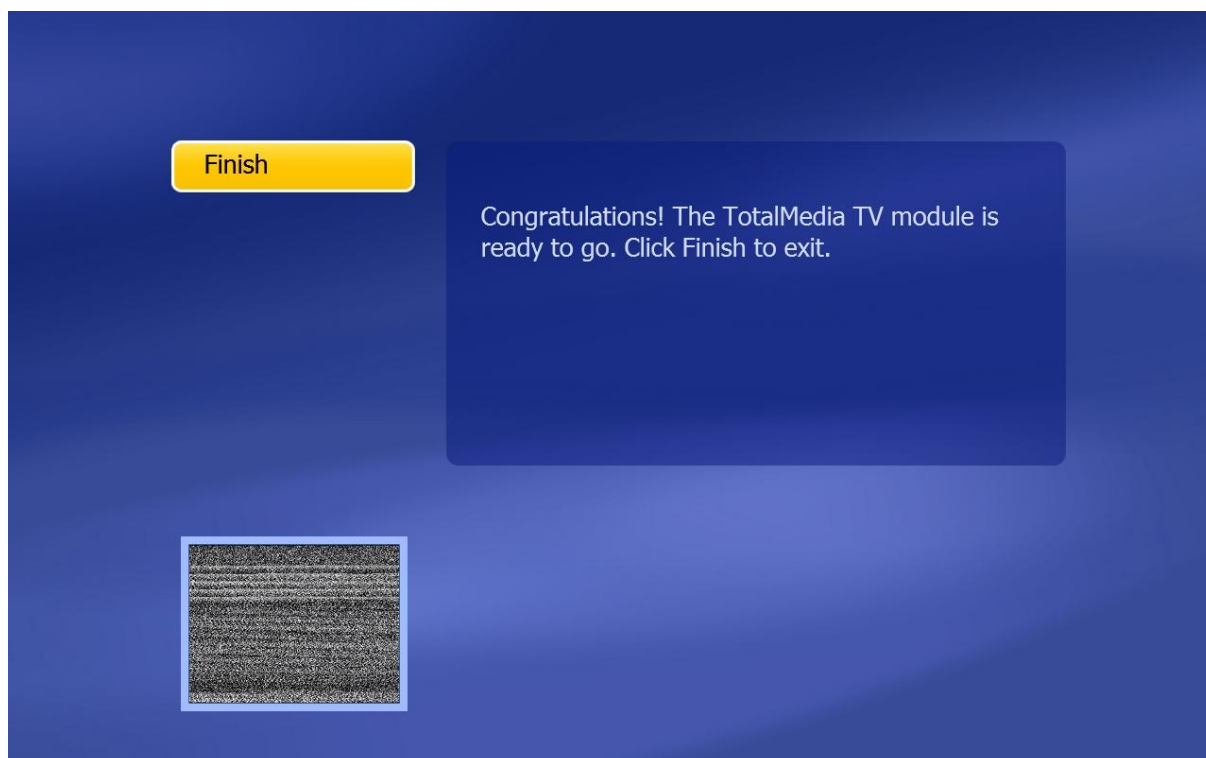 Finish
Congratulations! The TotalMedia TV module is
ready to go. Click Finish to exit.